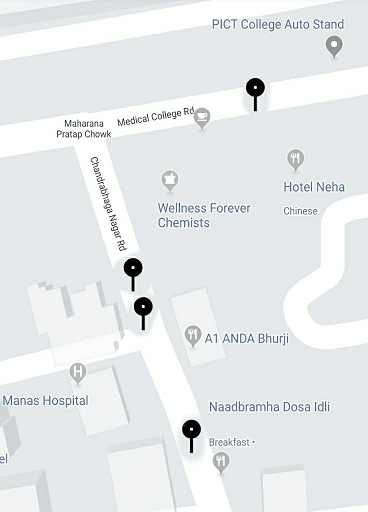 PICT College Auto Stand
Maharana
Pratap Chowk
Medical College Rd
Chandrabhaga Nagar Rd
Hotel Neha
Chinese
Wellness Forever
Chemists
A1 ANDA Bhurji
H
Manas Hospital
Naadbramha Dosa Idli
Breakfast •
el